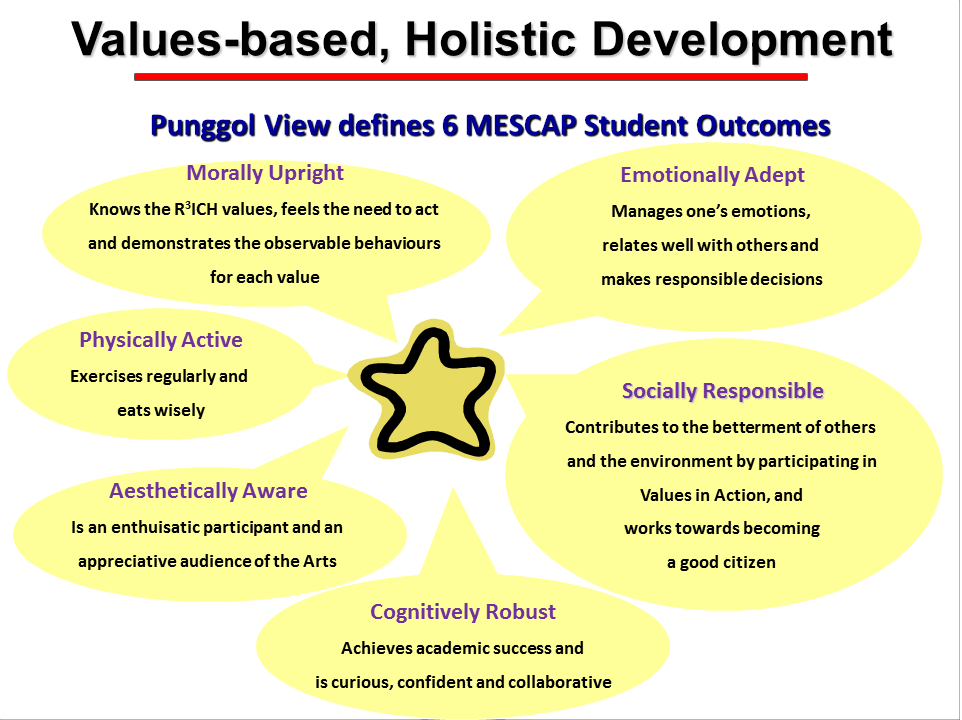 Values-based, Holistic Development
Punggol View defines 6 MESCAP Student Outcomes
Morally Upright
Knows the R³ICH values, feels the need to act
and demonstrates the observable behaviours
for each value
Emotionally Adept
Manages one's emotions,
relates well with others and
makes responsible decisions
Physically Active
Exercises regularly and
eats wisely
Socially Responsible
Contributes to the betterment of others
and the environment by participating in
Values in Action, and
works towards becoming
a good citizen
Aesthetically Aware
Is an enthuisatic participant and an
appreciative audience of the Arts
Cognitively Robust
Achieves academic success and
is curious, confident and collaborative